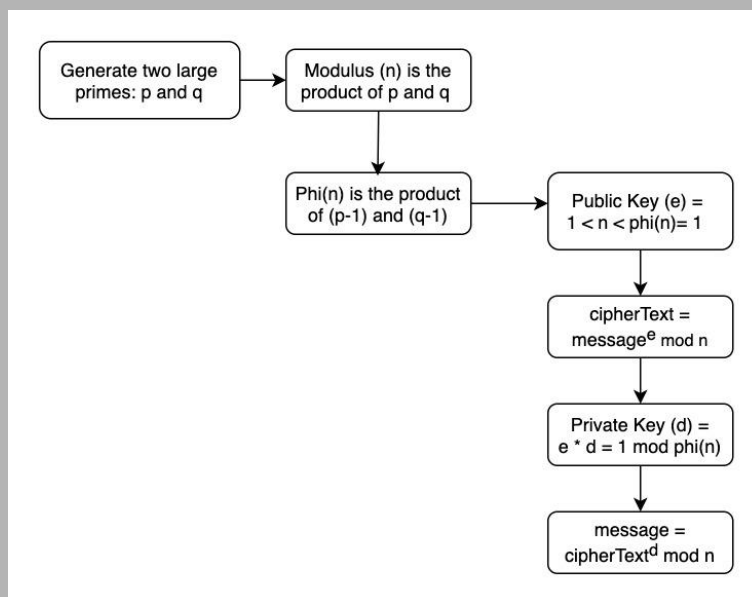 Generate two large
primes: p and q
Modulus (n) is the
product of p and q
Phi(n) is the product
of (p-1) and (q-1)
Public Key (e) =
1 < n < phi(n)= 1
cipherText =
message^e mod n
Private Key (d) =
e * d = 1 mod phi(n)
message =
cipherText^d mod n